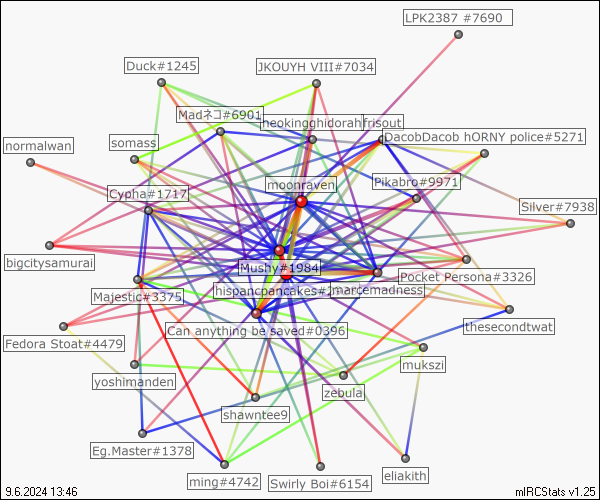 LPK2387 #7690
Duck#1245
JKOUYH VIII#7034
Madネコ#6901
neokingghidorah
frisout
DacobDacob hORNY police#5271
normalwan
somass
moonraven
Pikabro#9971
Cypha#1717
Silver#7938
bigcitysamurai
Mushy#1984
Pocket Persona#3326
Majestic#3375
hispancpancakes#
marcemadness
Can anything be saved#0396
thesecondtwat
Fedora Stoat#4479
mukszi
yoshimanden
zebula
shawntee9
Eg.Master#1378
ming#4742
Swirly Boi#6154
eliakith
9.6.2024 13:46
mIRCStats v1.25